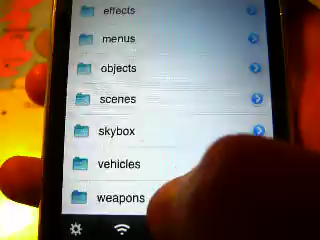 effects
menus
objects
scenes
skybox
vehicles
weapons